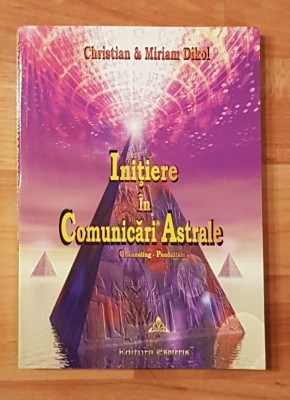 Christian & Miriam Dikol
Inițiere
în
Comunicări Astrale
Channeling - Pendulism
Editura Esoteris